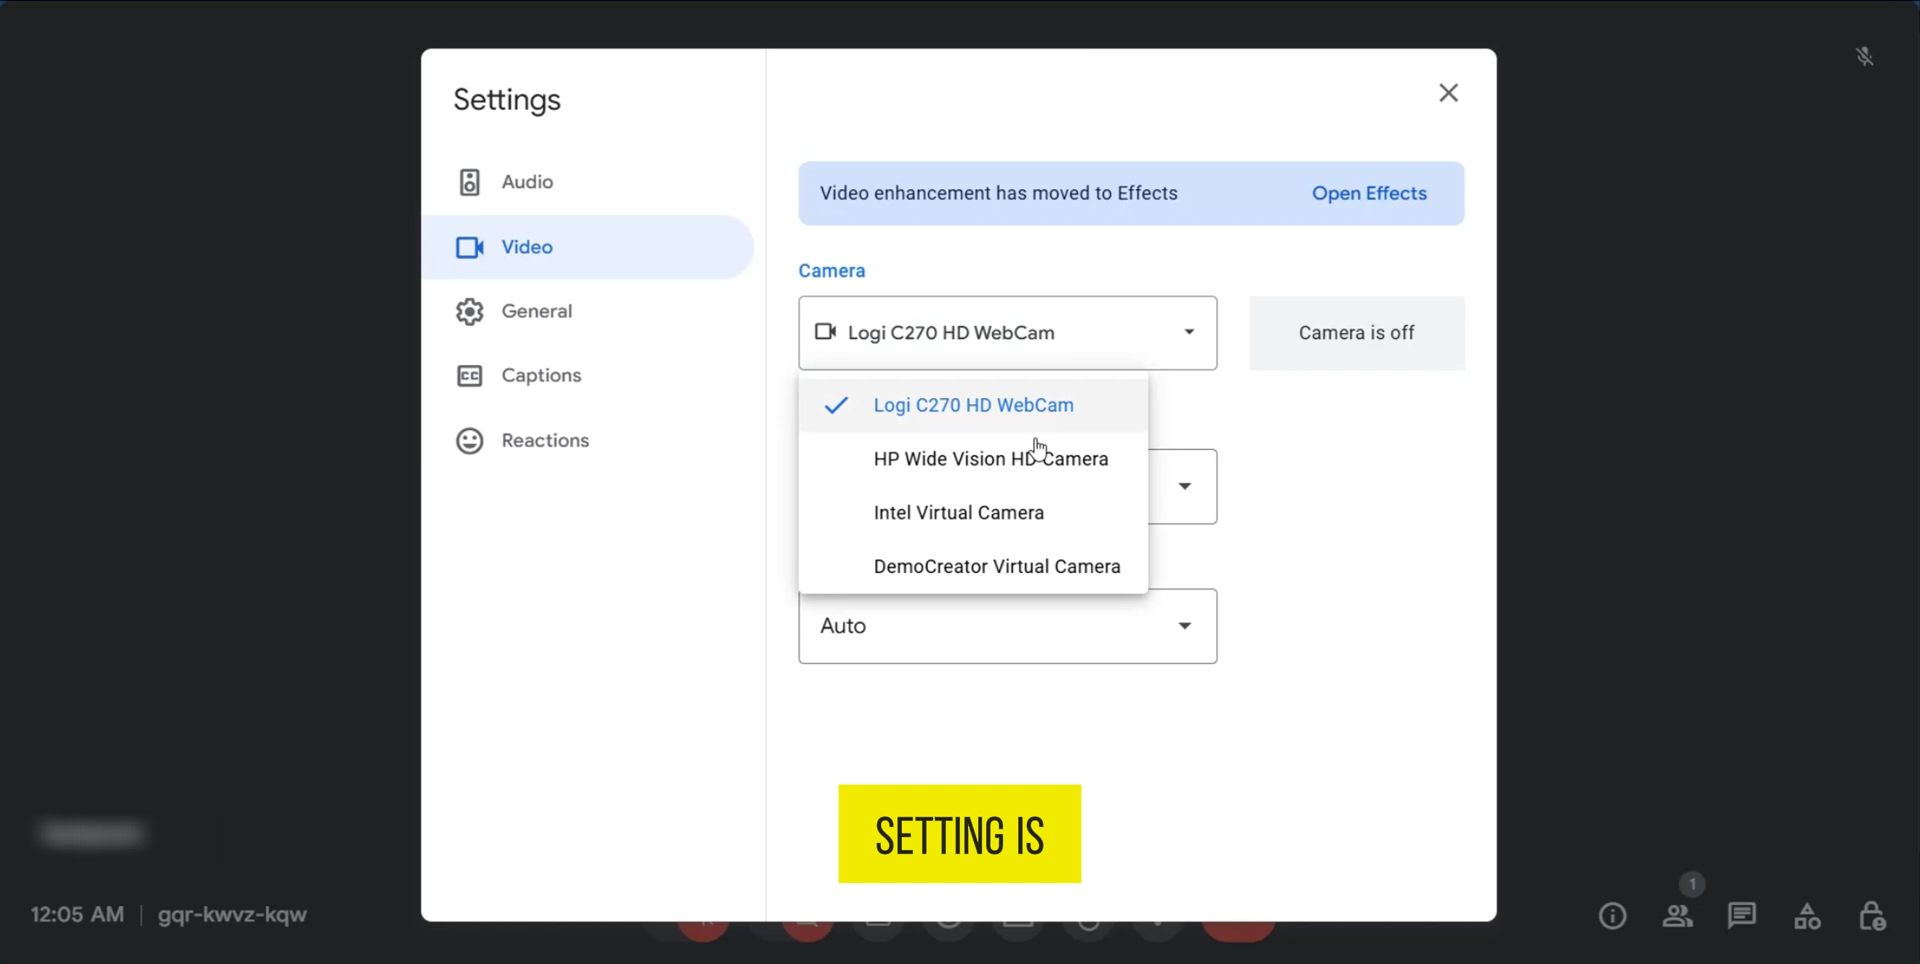 Settings
Audio
Video
General
Captions
Reactions
Video enhancement has moved to Effects
Open Effects
Camera
Logi C270 HD WebCam
Camera is off
Logi C270 HD WebCam
HP Wide Vision HD Camera
Intel Virtual Camera
DemoCreator Virtual Camera
Auto
SETTING IS
12:05 AM | gqr-kwvz-kqw
1